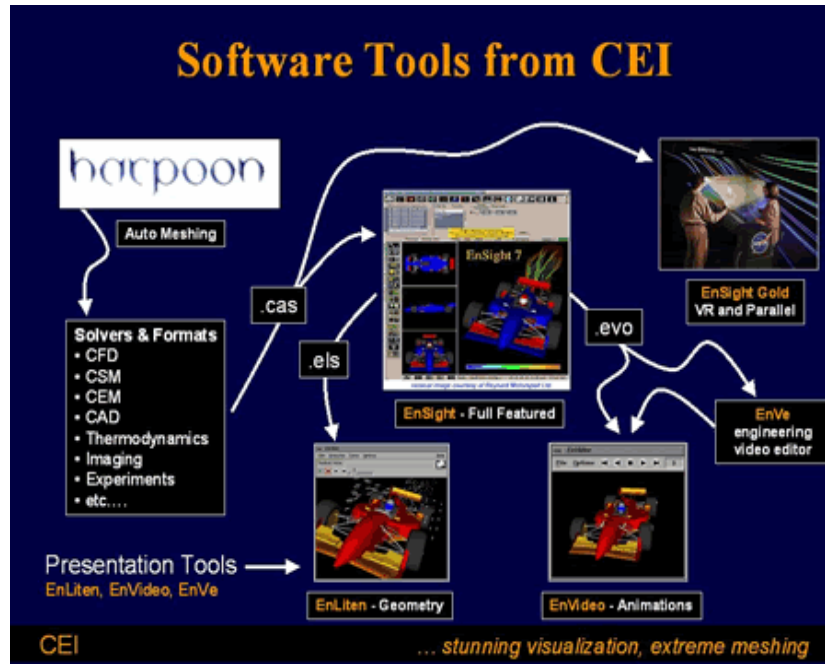 Software Tools from CEI
harpoon
Auto Meshing
Solvers & Formats
• CFD
• CSM
• CEM
• CAD
• Thermodynamics
• Imaging
• Experiments
• etc....
.cas
.els
EnSight 7
EnSight - Full Featured
.evo
EnSight Gold
VR and Parallel
EnVe
engineering
video editor
Presentation Tools
EnLiten, EnVideo, EnVe
EnLiten - Geometry
EnVideo - Animations
CEI
... stunning visualization, extreme meshing